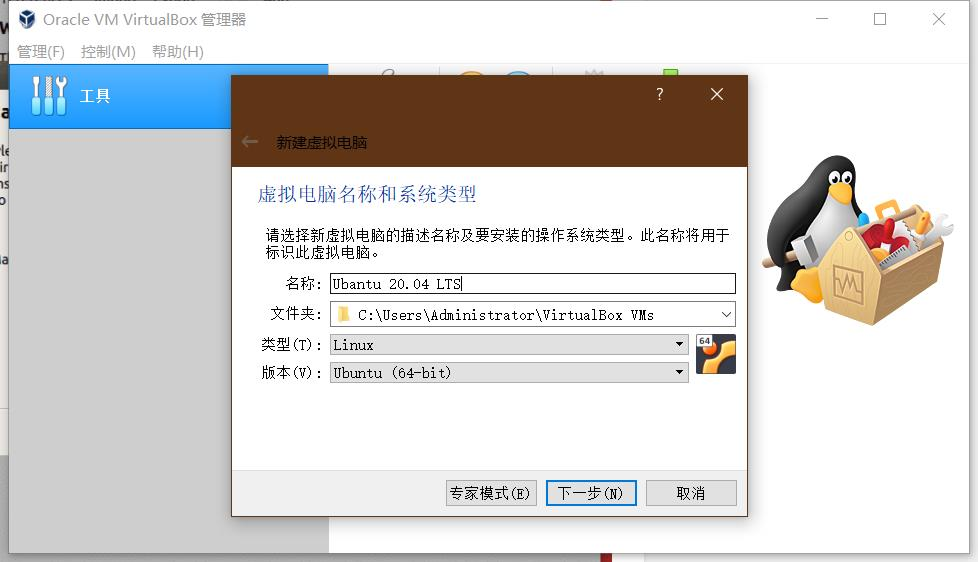 Oracle VM VirtualBox 管理器
管理(F) 控制(M) 帮助(H)
工具
?
新建虚拟电脑
虚拟电脑名称和系统类型
请选择新虚拟电脑的描述名称及要安装的操作系统类型。此名称将用于
标识此虚拟电脑。
名称: Ubantu 20.04 LTS
文件夹: C:\Users\Administrator\VirtualBox VMs
类型(T): Linux
64
版本(V): Ubuntu (64-bit)
专家模式(E) 下一步(N) 取消